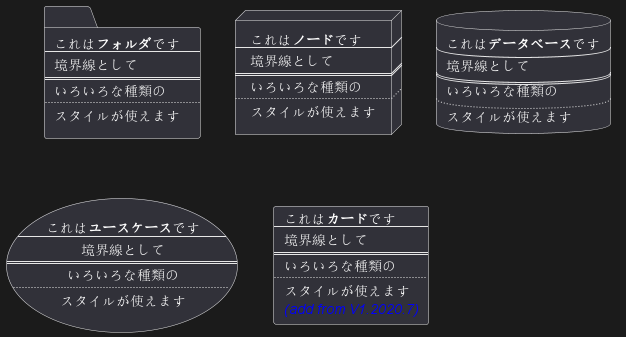 これはフォルダです
境界線として
いろいろな種類の
スタイルが使えます
これはノードです
境界線として
いろいろな種類の
スタイルが使えます
これはデータベースです
境界線として
いろいろな種類の
スタイルが使えます
これはユースケースです
境界線として
いろいろな種類の
スタイルが使えます
これはカードです
境界線として
いろいろな種類の
スタイルが使えます
(add from V1.2020.7)